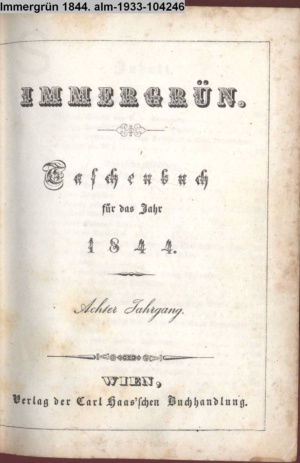 Immergrün 1844. alm-1933-104246
IMMERGRÜN.
Taschenbuch
für das Jahr
1844.
Achter Jahrgang.
WIEN,
Verlag der Carl Haas'schen Buchhandlung.